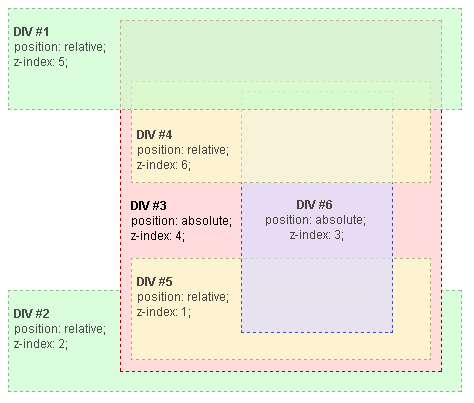 DIV #1
position: relative;
z-index: 5;
DIV #4
position: relative;
z-index: 6;
DIV #3
position: absolute;
z-index: 4;
DIV #6
position: absolute;
z-index: 3;
DIV #5
position: relative;
z-index: 1;
DIV #2
position: relative;
z-index: 2;